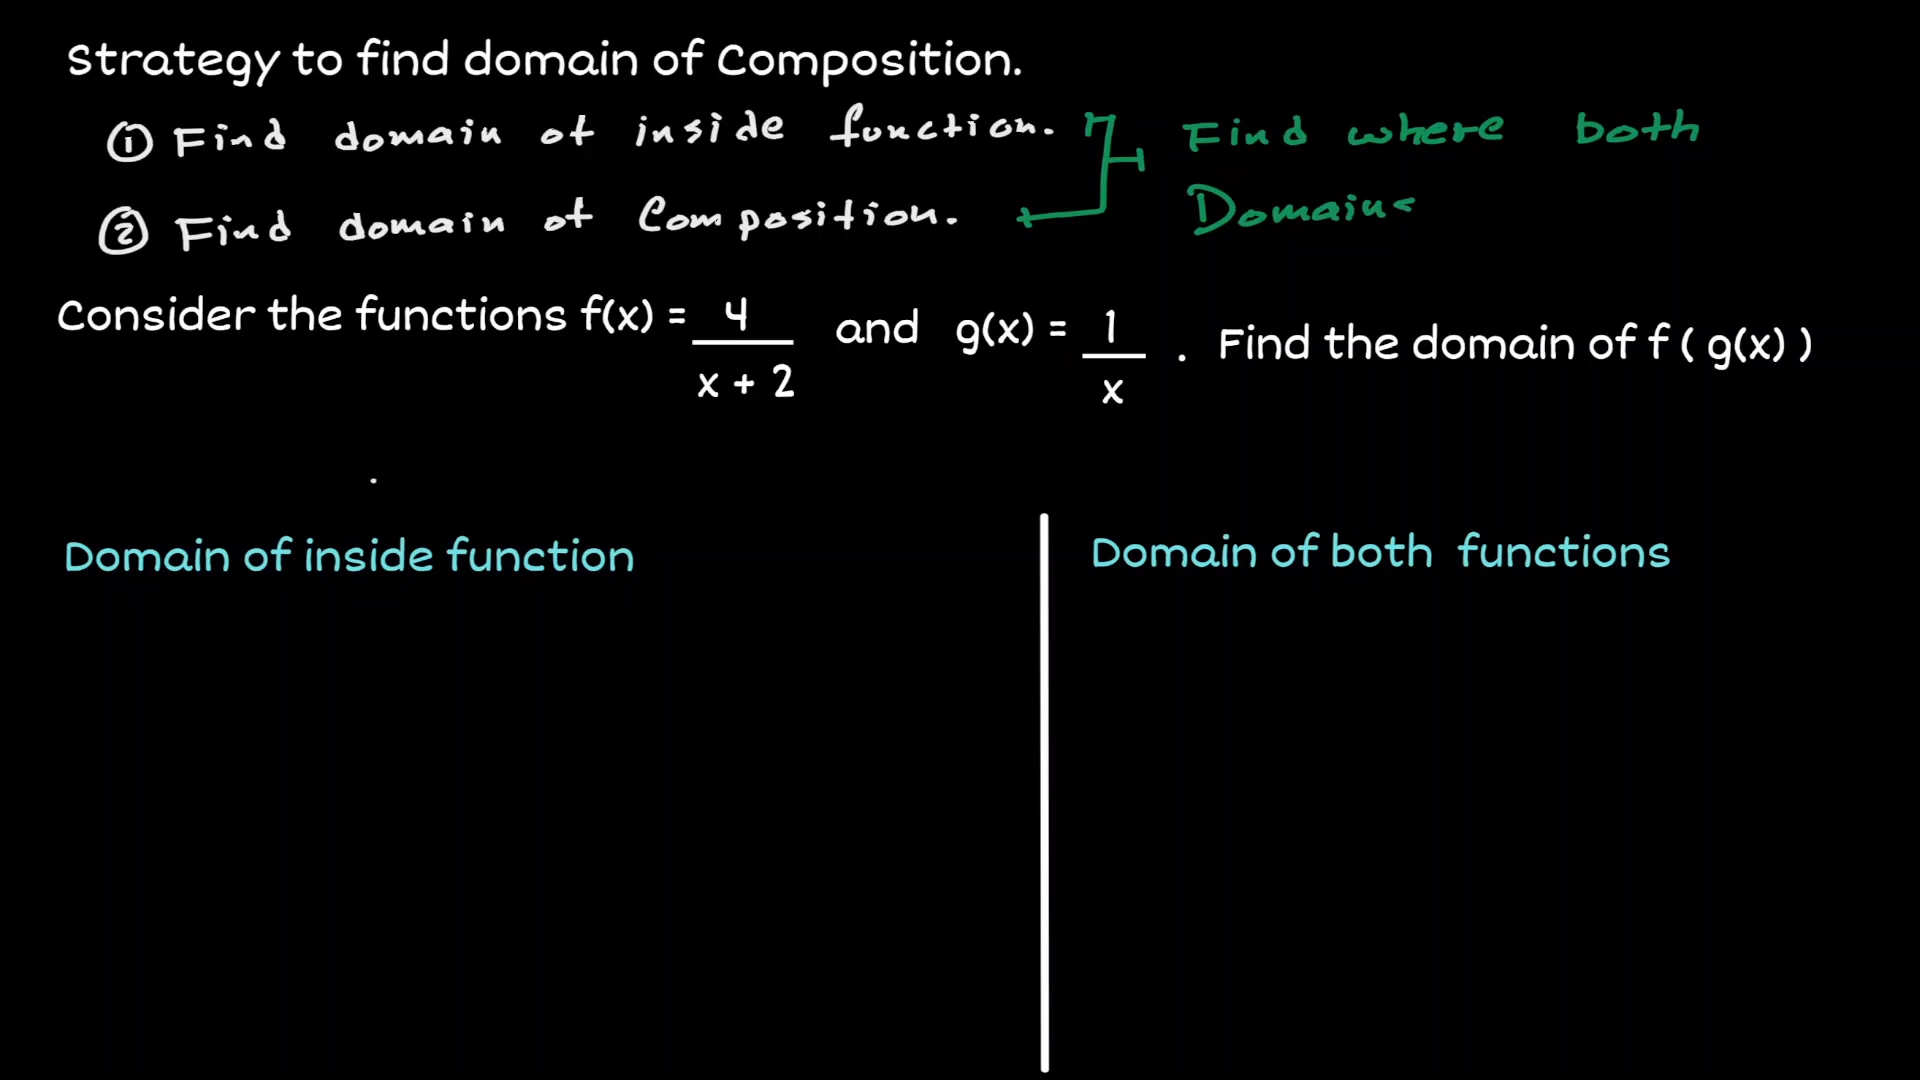 Strategy to find domain of Composition.
① Find domain of inside function.
② Find domain of Composition.
Find where both
Domains
Consider the functions f(x) = 4 / x + 2 and g(x) = 1 / x . Find the domain of f ( g(x) )
Domain of inside function
Domain of both functions